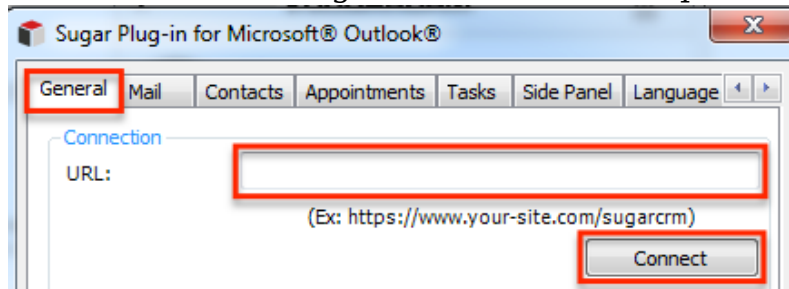 Sugar Plug-in for Microsoft® Outlook®
General Mail Contacts Appointments Tasks Side Panel Language
Connection
URL:
(Ex: https://www.your-site.com/sugarcrm)
Connect